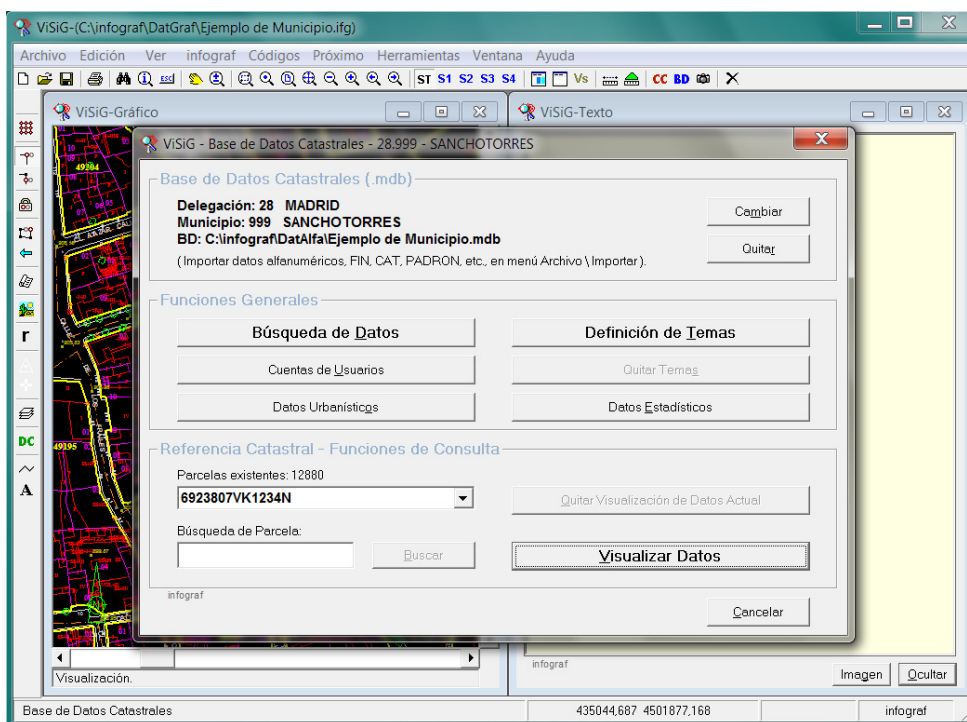 ViSiG-(C:\infograf\DatGraf\Ejemplo de Municipio.ifg)
Archivo Edición Ver infograf Códigos Próximo Herramientas Ventana Ayuda
ESC ST S1 S2 S3 S4 Vs CC BD
ViSiG-Gráfico
ViSiG-Texto
ViSiG - Base de Datos Catastrales - 28.999 - SANCHOTORRES
Base de Datos Catastrales (.mdb)
Delegación: 28 MADRID
Municipio: 999 SANCHOTORRES
BD: C:\infograf\DatAlfa\Ejemplo de Municipio.mdb
(Importar datos alfanuméricos, FIN, CAT, PADRON, etc., en menú Archivo \ Importar ).
Cambiar
Quitar
Funciones Generales
Búsqueda de Datos
Definición de Temas
Cuentas de Usuarios
Quitar Temas
Datos Urbanísticos
Datos Estadísticos
Referencia Catastral - Funciones de Consulta
Parcelas existentes: 12880
6923807VK1234N
Quitar Visualización de Datos Actual
Búsqueda de Parcela:
Buscar
Visualizar Datos
infograf
Cancelar
49204
49195
r
DC
A
infograf
Imagen
Ocultar
Visualización.
Base de Datos Catastrales
435044,687 4501877,168
infograf